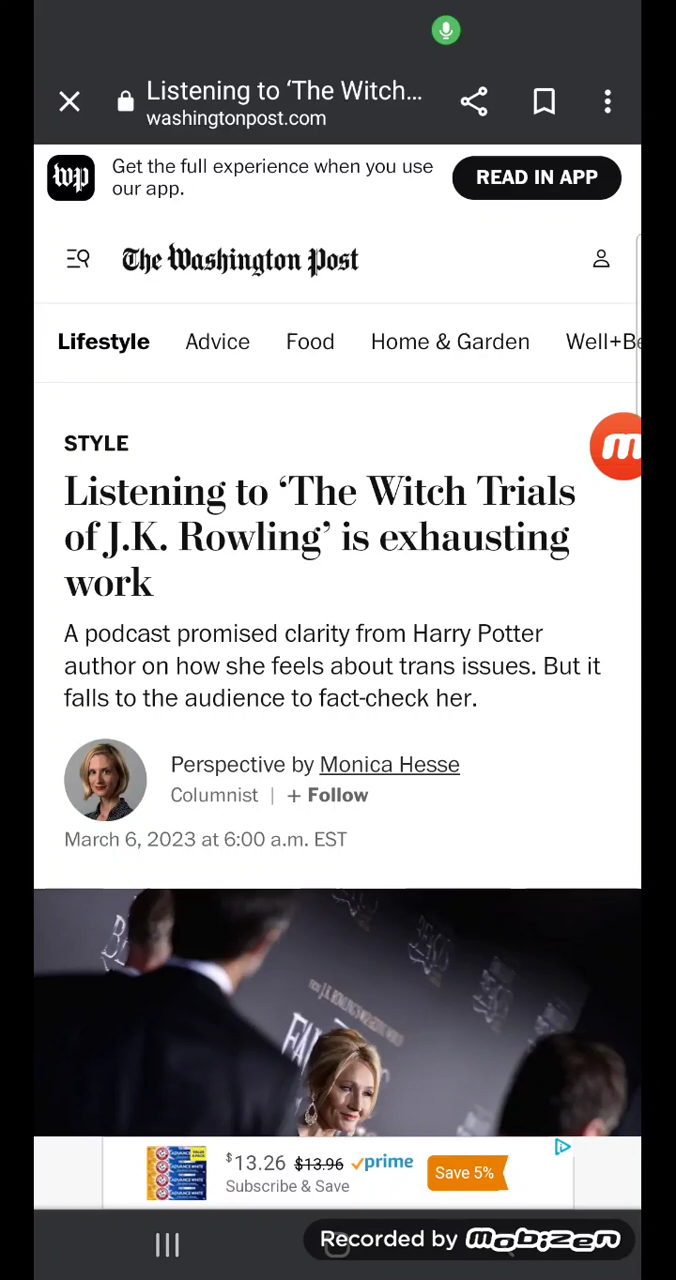 Listening to ‘The Witch...
washingtonpost.com
wp
Get the full experience when you use
our app.
READ IN APP
The Washington Post
Lifestyle Advice Food Home & Garden Well+Be
STYLE
Listening to ‘The Witch Trials
of J.K. Rowling’ is exhausting
work
A podcast promised clarity from Harry Potter
author on how she feels about trans issues. But it
falls to the audience to fact-check her.
Perspective by Monica Hesse
Columnist | + Follow
March 6, 2023 at 6:00 a.m. EST
$13.26 $13.96 prime
Subscribe & Save
Save 5%
Recorded by mobizen